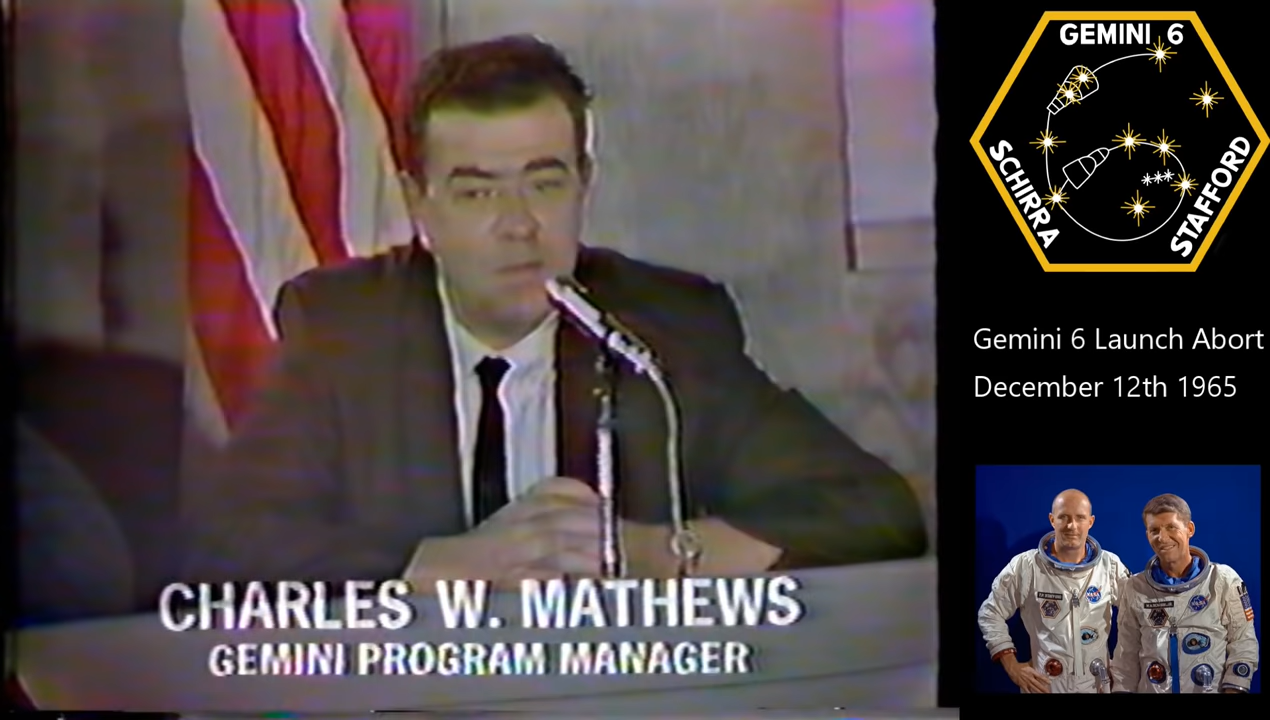 CHARLES W. MATHEWS
GEMINI PROGRAM MANAGER
GEMINI 6
SCHIRRA
STAFFORD
Gemini 6 Launch Abort
December 12th 1965